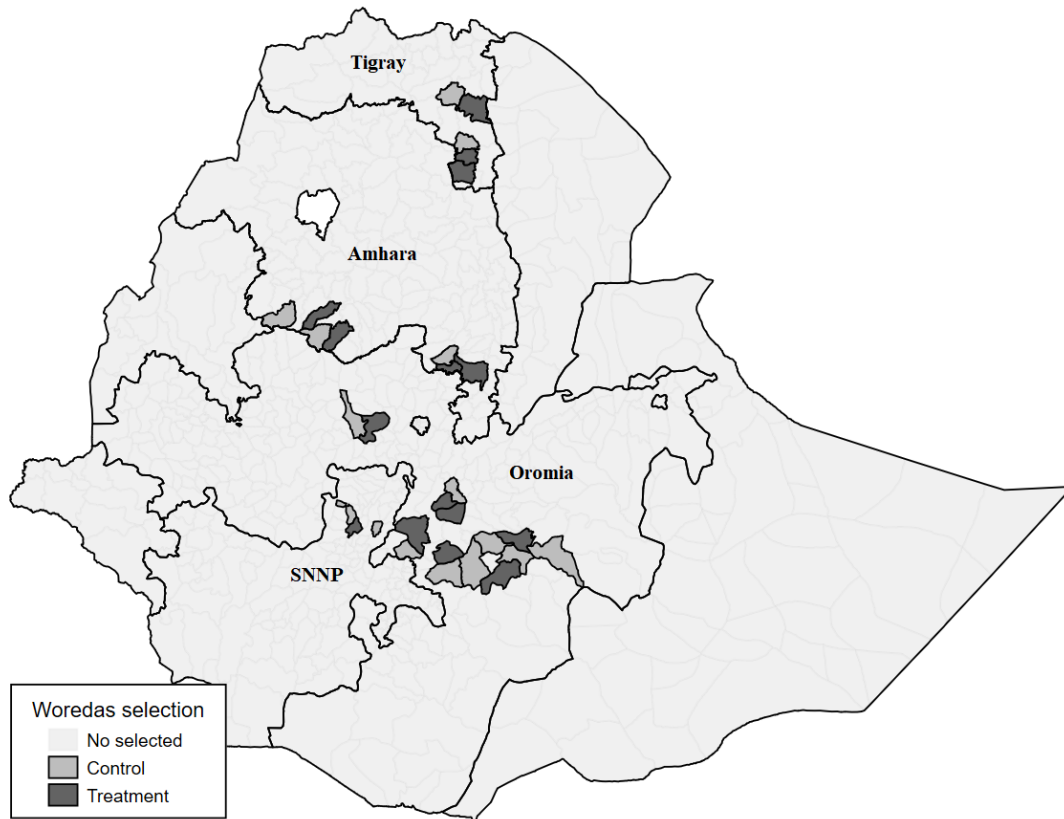 Tigray
Amhara
Oromia
SNNP
Woredas selection
No selected
Control
Treatment